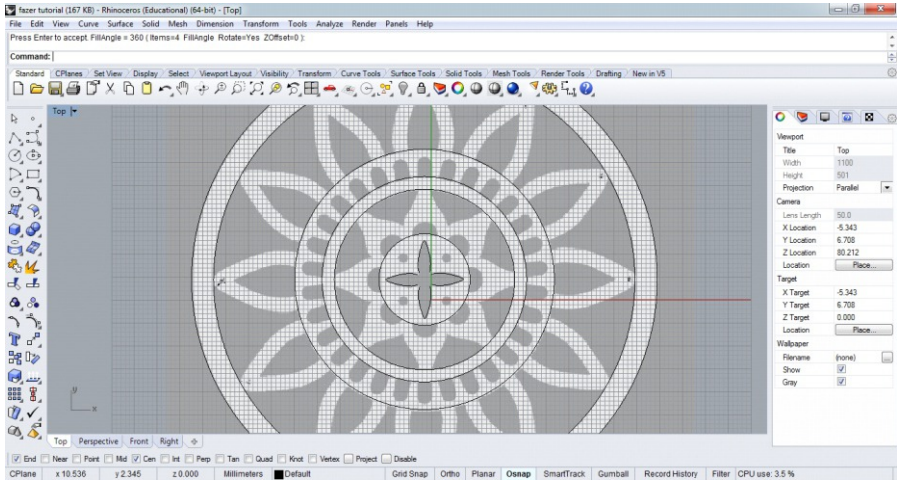 fazer tutorial (167 KB) - Rhinoceros (Educational) (64-bit) - [Top]
File Edit View Curve Surface Solid Mesh Dimension Transform Tools Analyze Render Panels Help
Press Enter to accept. FillAngle = 360 ( Items=4 FillAngle Rotate=Yes ZOffset=0 ):
Command:
Standard CPlanes Set View Display Select Viewport Layout Visibility Transform Curve Tools Surface Tools Solid Tools Mesh Tools Render Tools Drafting New in V5
Top
Viewport
Title Top
Width 1100
Height 501
Projection Parallel
Camera
Lens Length 50.0
X Location -5.343
Y Location 6.708
Z Location 80.212
Location Place...
Target
X Target -5.343
Y Target 6.708
Z Target 0.000
Location Place...
Wallpaper
Filename (none) ...
Show
Gray
y
x
Top Perspective Front Right
End Near Point Mid Cen Int Perp Tan Quad Knot Vertex Project Disable
CPlane x 10.536 y 2.345 z 0.000 Millimeters Default Grid Snap Ortho Planar Osnap SmartTrack Gumball Record History Filter CPU use: 3.5 %